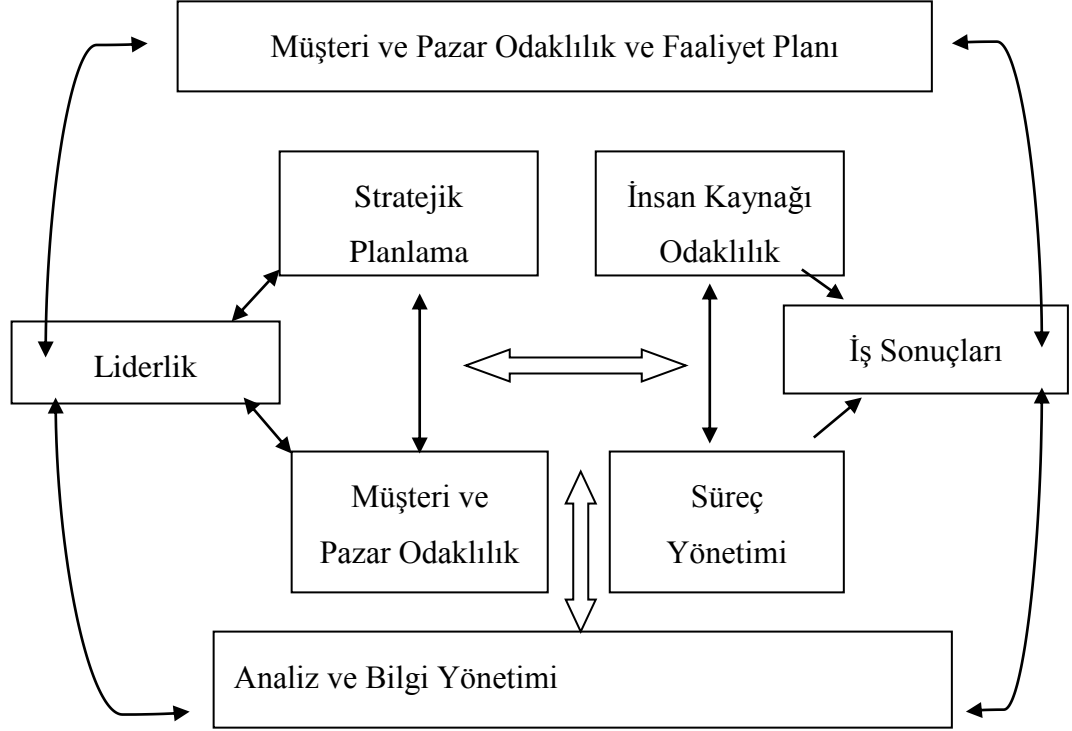 Müşteri ve Pazar Odaklılık ve Faaliyet Planı
Stratejik
Planlama
İnsan Kaynağı
Odaklılık
Liderlik
İş Sonuçları
Müşteri ve
Pazar Odaklılık
Süreç
Yönetimi
Analiz ve Bilgi Yönetimi